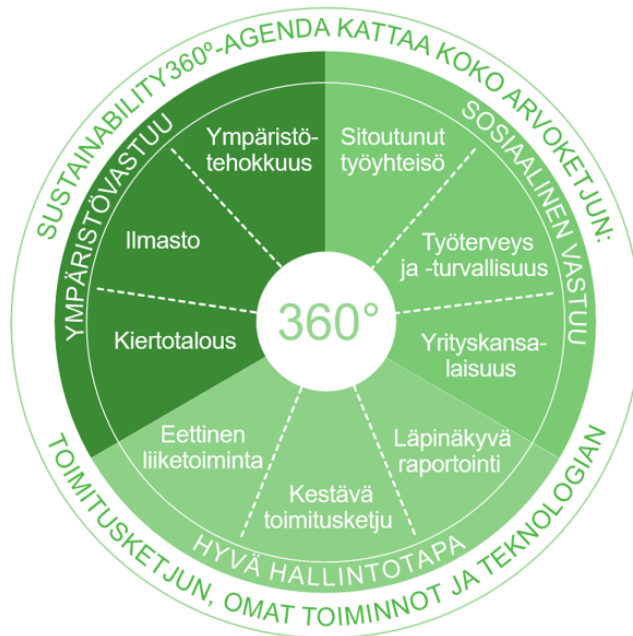 SUSTAINABILITY360º-AGENDA KATTAA KOKO ARVOKETJUN:
TOIMITUSKETJUN, OMAT TOIMINNOT JA TEKNOLOGIAN
YMPÄRISTÖVASTUU
Ympäristö-
tehokkuus
Ilmasto
Kiertotalous
SOSIAALINEN VASTUU
Sitoutunut
työyhteisö
Työterveys
ja -turvallisuus
Yrityskansa-
laisuus
360°
Eettinen
liiketoiminta
Kestävä
toimitusketju
Läpinäkyvä
raportointi
HYVÄ HALLINTOTAPA